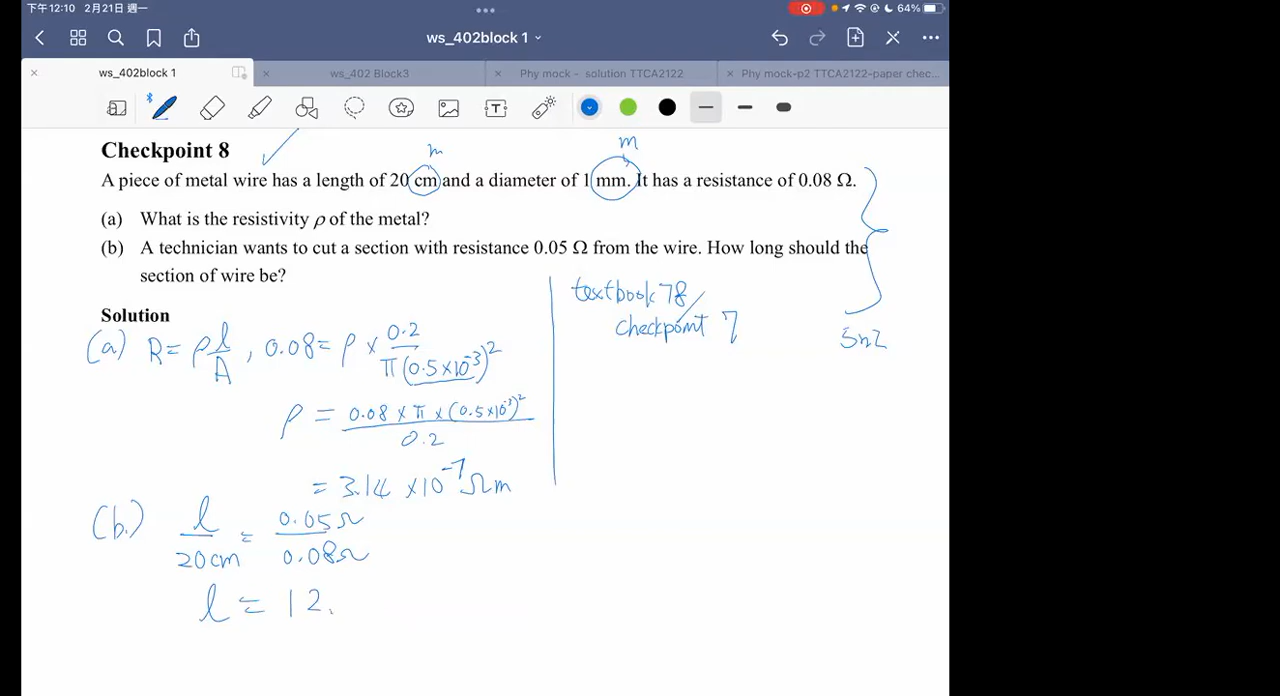 下午12:10 2月21日 週一
64%
ws_402block 1
ws_402block 1
ws_402 Block3
Phy mock - solution TTCA2122
Phy mock-p2 TTCA2122-paper chec...
Checkpoint 8
m
m
A piece of metal wire has a length of 20 cm and a diameter of 1 mm. It has a resistance of 0.08 Ω.
(a) What is the resistivity ρ of the metal?
(b) A technician wants to cut a section with resistance 0.05 Ω from the wire. How long should the
section of wire be?
Solution
(a) R = ρ l/A , 0.08 = ρ × 0.2/π(0.5×10⁻³)²
ρ = 0.08 × π × (0.5×10⁻³)²/0.2
= 3.14 ×10⁻⁷ Ωm
(b.) l/20cm = 0.05Ω/0.08Ω
l = 12.
textbook 78/
checkpoint 7